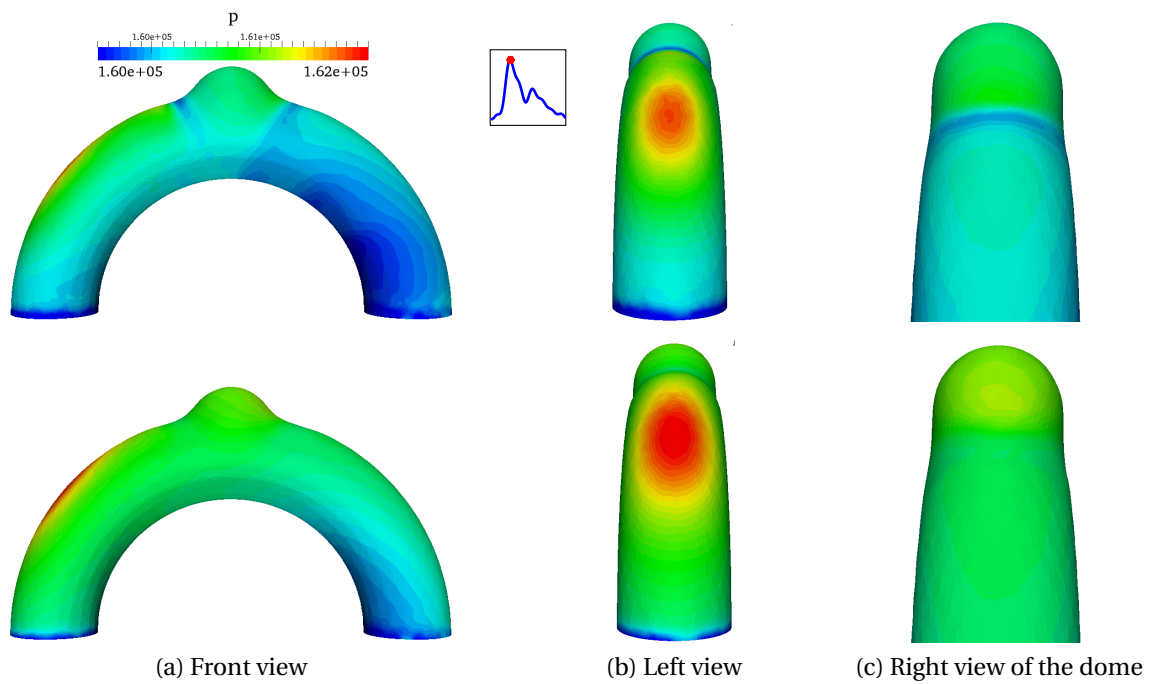 p
1.60e+05 1.61e+05
1.60e+05 1.62e+05
(a) Front view
(b) Left view
(c) Right view of the dome